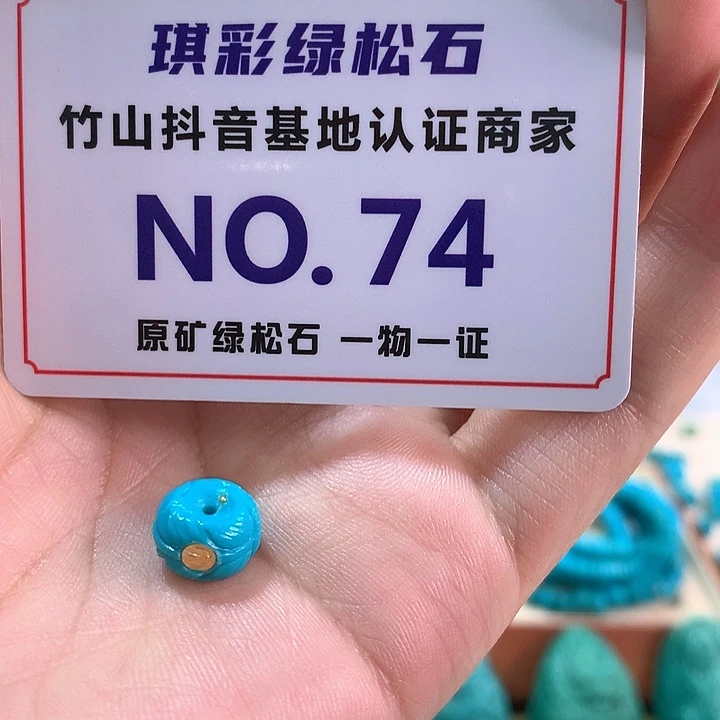 琪彩绿松石
竹山抖音基地认证商家
NO.74
原矿绿松石 一物一证